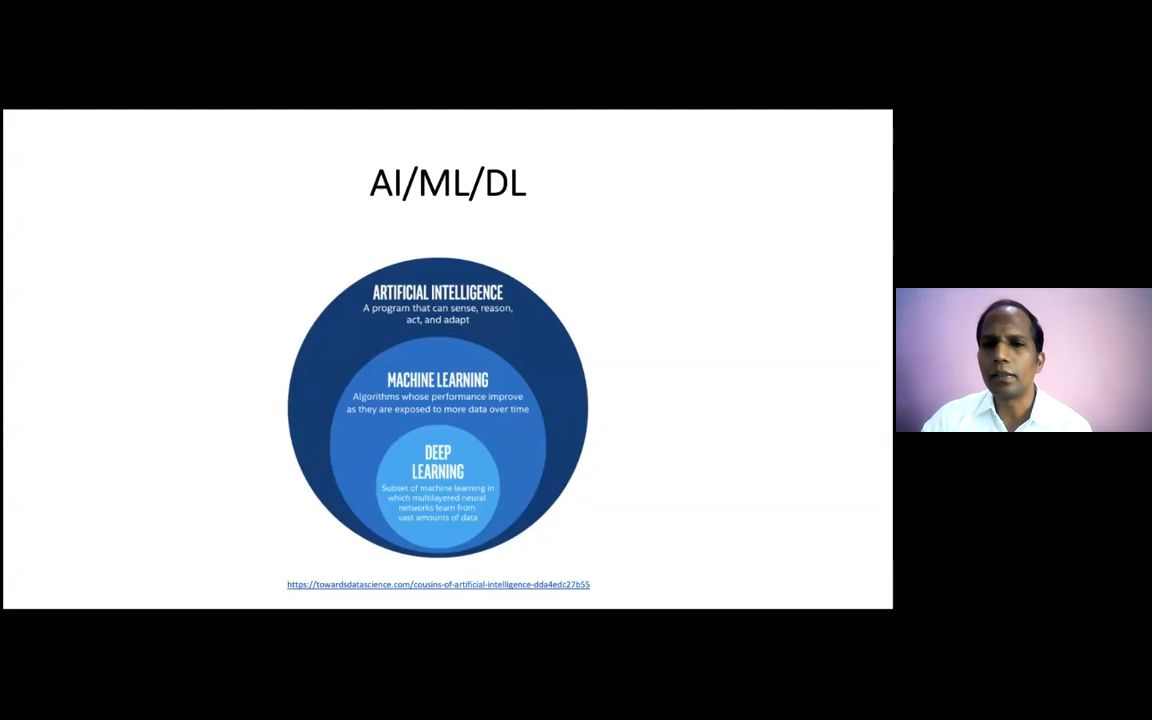 AI/ML/DL
ARTIFICIAL INTELLIGENCE
A program that can sense, reason,
act, and adapt
MACHINE LEARNING
Algorithms whose performance improve
as they are exposed to more data over time
DEEP
LEARNING
Subset of machine learning in
which multilayered neural
networks learn from
vast amounts of data
https://towardsdatascience.com/cousins-of-artificial-intelligence-dda4edc27b55